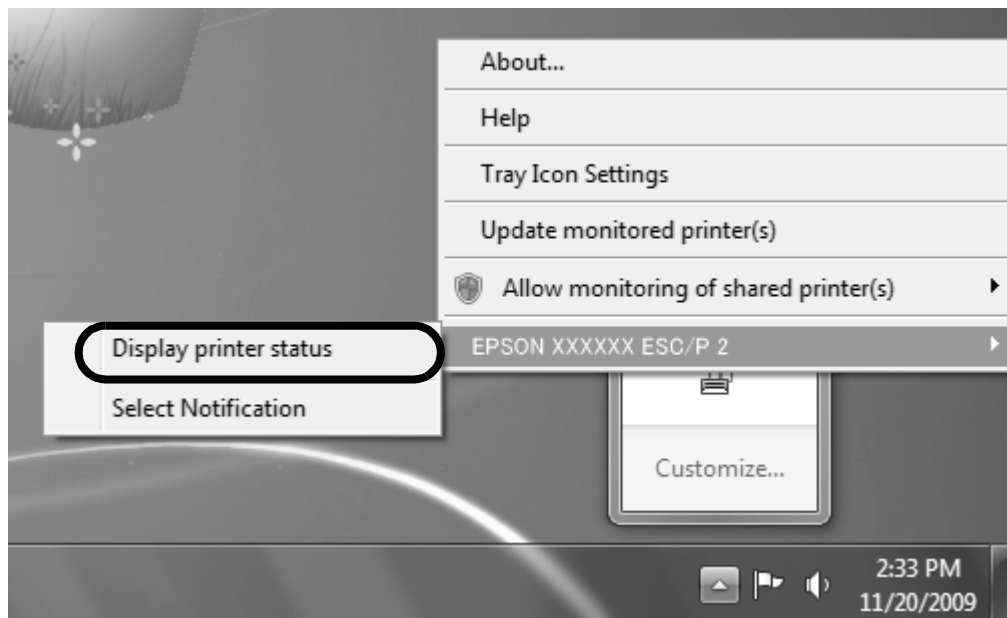 About...
Help
Tray Icon Settings
Update monitored printer(s)
Allow monitoring of shared printer(s)
EPSON XXXXXX ESC/P 2
Display printer status
Select Notification
Customize...
2:33 PM
11/20/2009